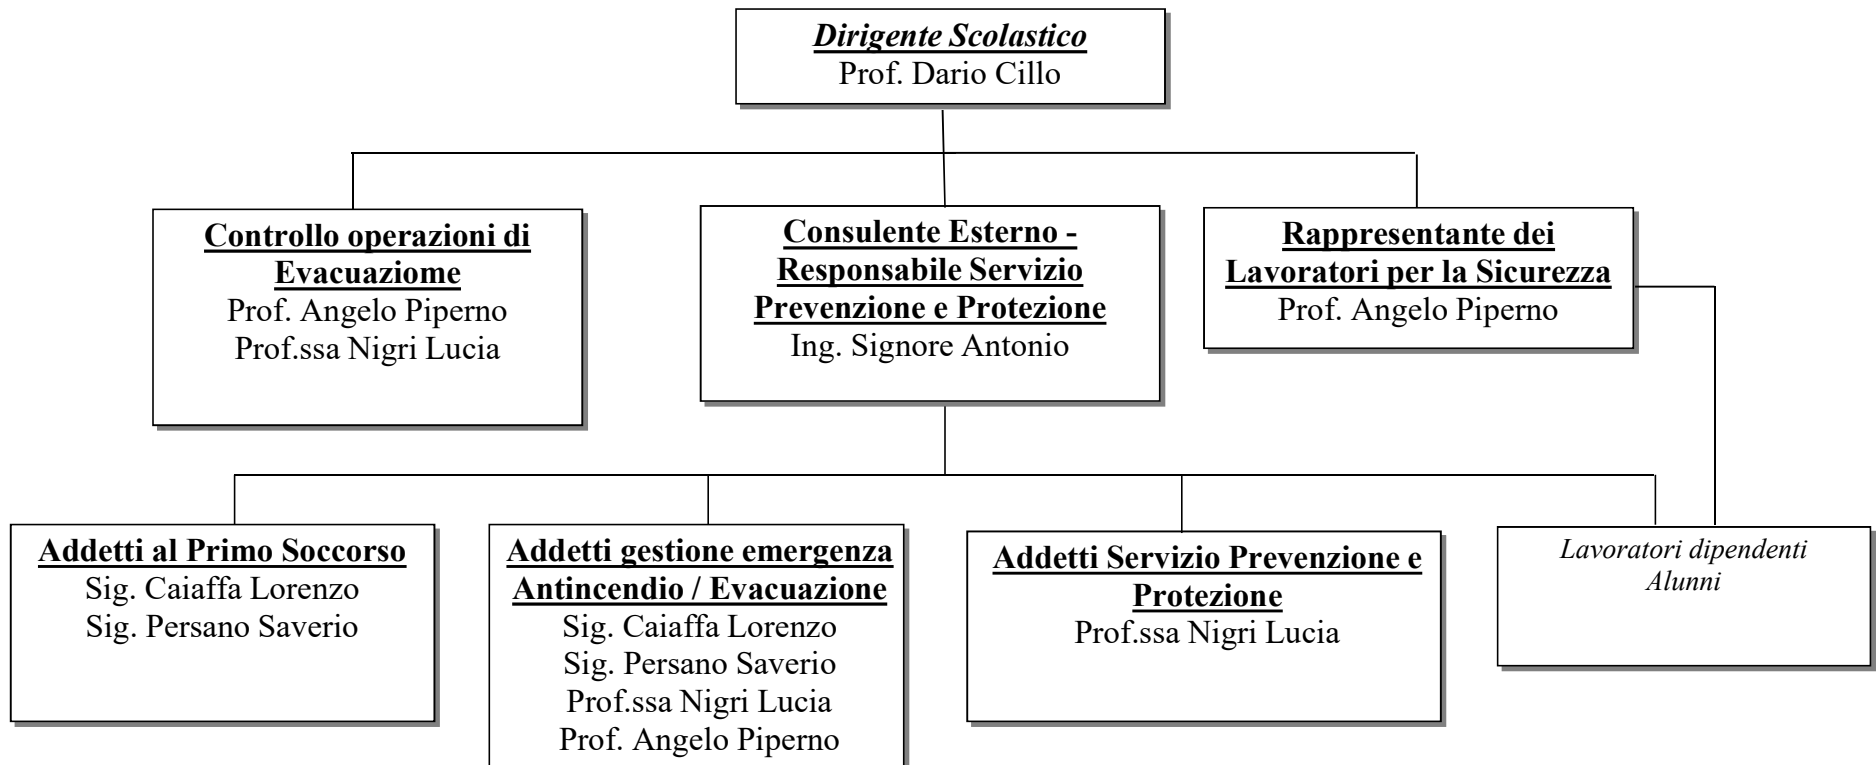 Dirigente Scolastico
Prof. Dario Cillo
Controllo operazioni di
Evacuaziome
Prof. Angelo Piperno
Prof.ssa Nigri Lucia
Consulente Esterno -
Responsabile Servizio
Prevenzione e Protezione
Ing. Signore Antonio
Rappresentante dei
Lavoratori per la Sicurezza
Prof. Angelo Piperno
Addetti al Primo Soccorso
Sig. Caiaffa Lorenzo
Sig. Persano Saverio
Addetti gestione emergenza
Antincendio / Evacuazione
Sig. Caiaffa Lorenzo
Sig. Persano Saverio
Prof.ssa Nigri Lucia
Prof. Angelo Piperno
Addetti Servizio Prevenzione e
Protezione
Prof.ssa Nigri Lucia
Lavoratori dipendenti
Alunni